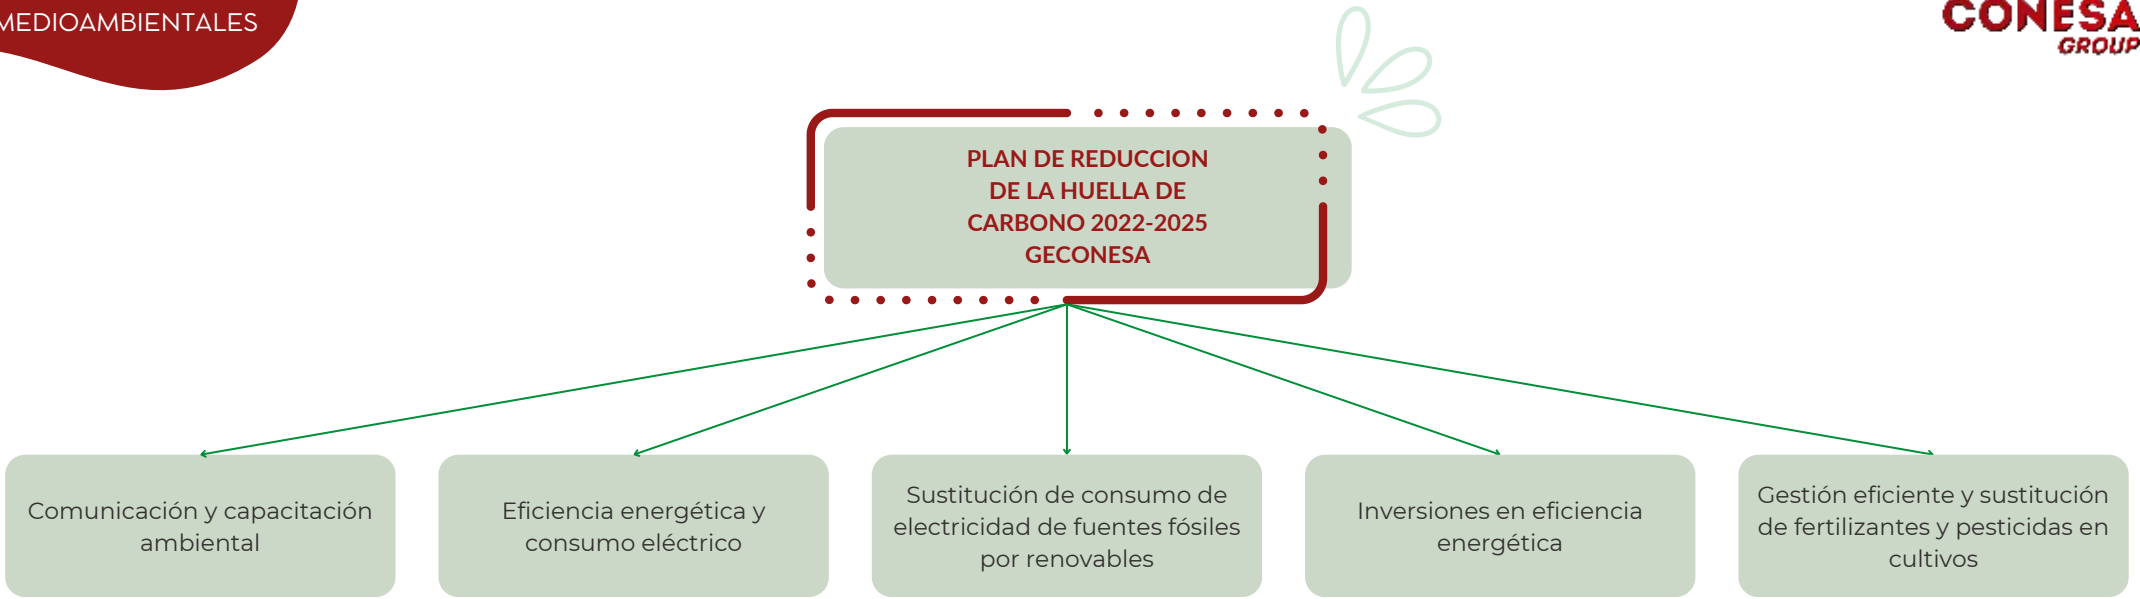 MEDIOAMBIENTALES
CONESA
GROUP
PLAN DE REDUCCION
DE LA HUELLA DE
CARBONO 2022-2025
GECONESA
Comunicación y capacitación
ambiental
Eficiencia energética y
consumo eléctrico
Sustitución de consumo de
electricidad de fuentes fósiles
por renovables
Inversiones en eficiencia
energética
Gestión eficiente y sustitución
de fertilizantes y pesticidas en
cultivos